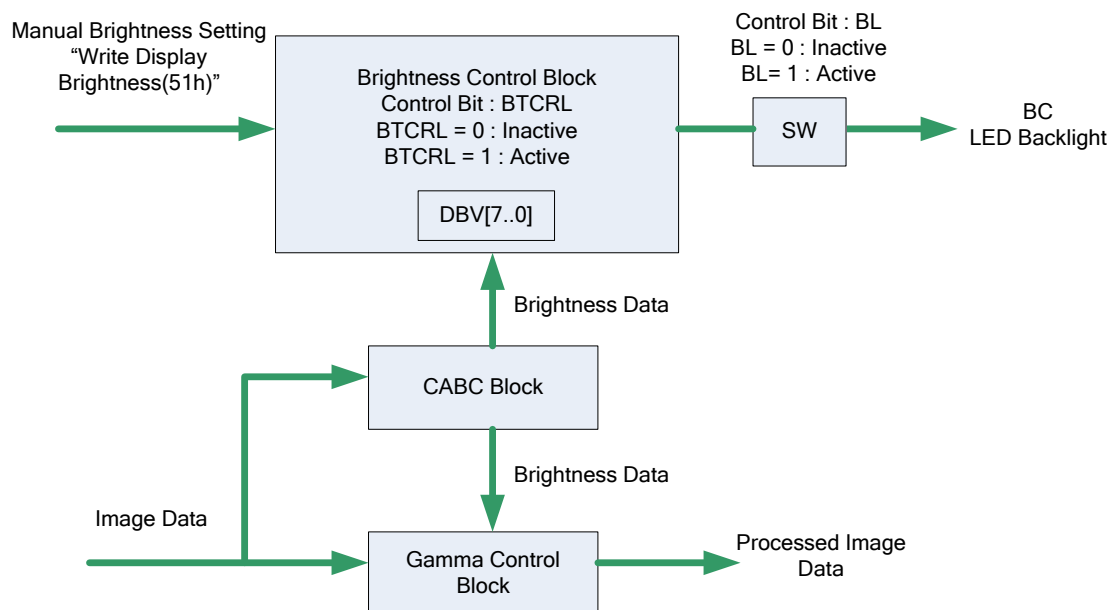 Manual Brightness Setting
“Write Display
Brightness(51h)”
Brightness Control Block
Control Bit : BTCRL
BTCRL = 0 : Inactive
BTCRL = 1 : Active
DBV[7..0]
Control Bit : BL
BL = 0 : Inactive
BL= 1 : Active
SW
BC
LED Backlight
Brightness Data
CABC Block
Brightness Data
Image Data
Gamma Control
Block
Processed Image
Data